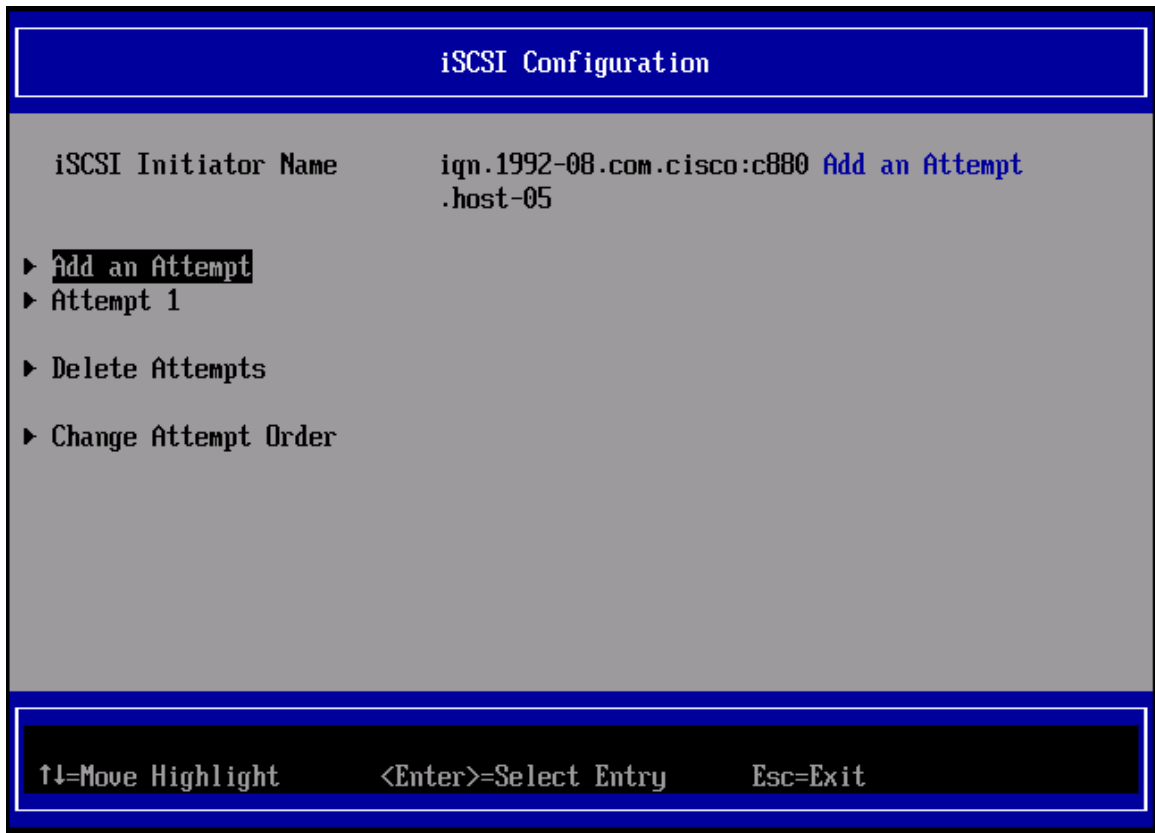 iSCSI Configuration
iSCSI Initiator Name iqn.1992-08.com.cisco:c880 Add an Attempt
.host-05
▶ Add an Attempt
▶ Attempt 1
▶ Delete Attempts
▶ Change Attempt Order
↑↓=Move Highlight <Enter>=Select Entry Esc=Exit